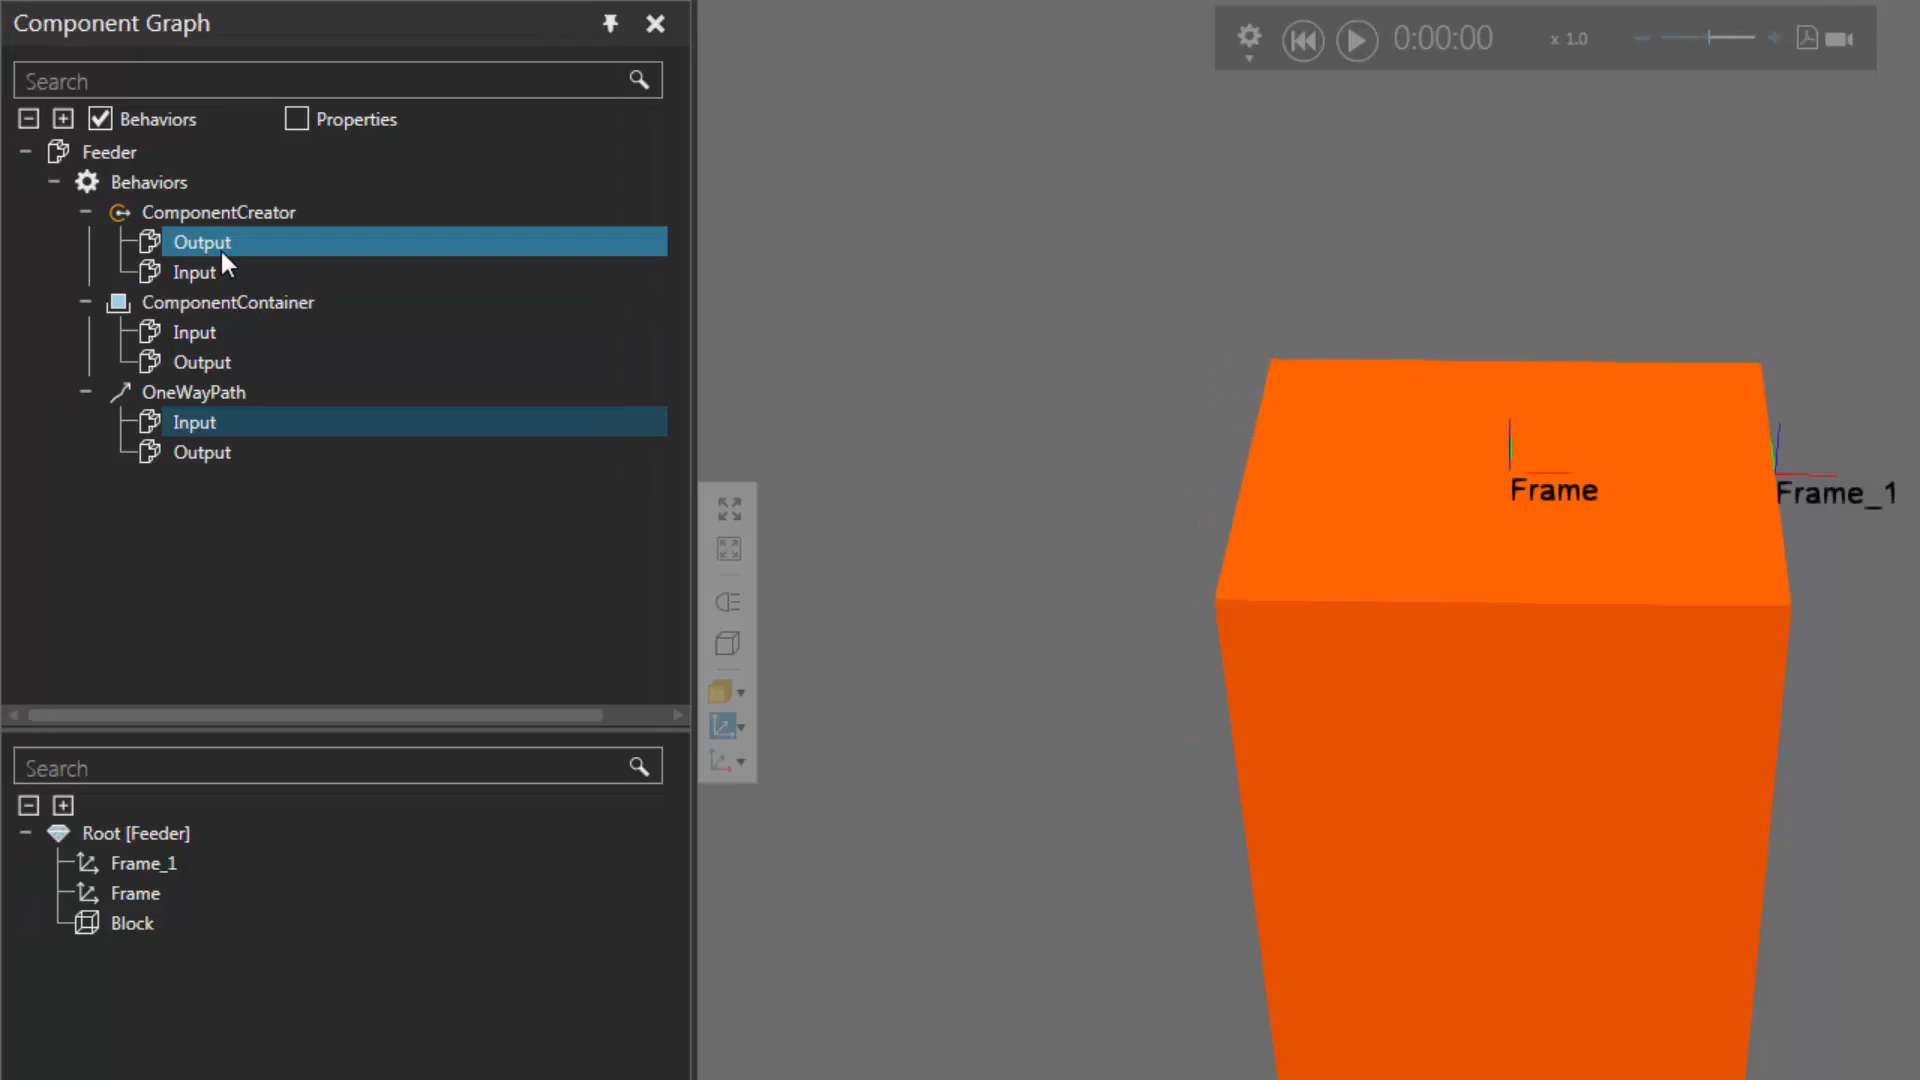 Component Graph
Search
Behaviors
Properties
Feeder
Behaviors
ComponentCreator
Output
Input
ComponentContainer
Input
Output
OneWayPath
Input
Output
Search
Root [Feeder]
Frame_1
Frame
Block
0:00:00
x 1.0
Frame
Frame_1